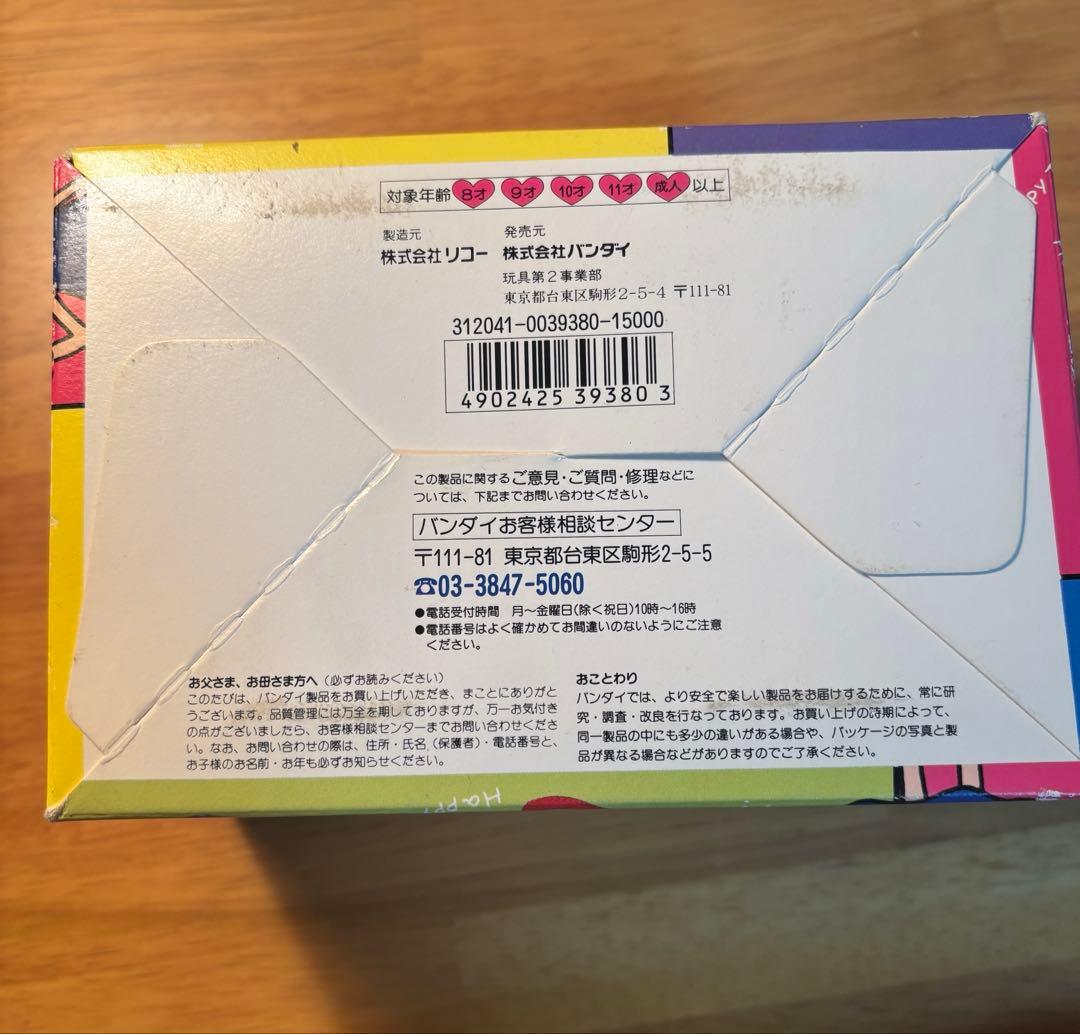 対象年齢 8才 9才 10才 11才 成人 以上
製造元
株式会社リコー
発売元
株式会社バンダイ
玩具第2事業部
東京都台東区駒形2-5-4 〒111-81
312041-0039380-15000
4902425 39380 3
この製品に関するご意見・ご質問・修理などに
ついては、下記までお問い合わせください。
バンダイお客様相談センター
〒111-81 東京都台東区駒形2-5-5
☎03-3847-5060
●電話受付時間 月〜金曜日(除く祝日)10時〜16時
●電話番号はよく確かめてお間違いのないようにご注意
ください。
お父さま、お母さま方へ(必ずお読みください)
このたびは、バンダイ製品をお買い上げいただき、まことにありがと
うございます。品質管理には万全を期しておりますが、万一お気付き
の点がございましたら、お客様相談センターまでお問い合わせくださ
い。なお、お問い合わせの際は、住所・氏名(保護者)・電話番号と、
お子様のお名前・お年も必ずお知らせください。
おことわり
バンダイでは、より安全で楽しい製品をお届けするために、常に研
究・調査・改良を行なっております。お買い上げの時期によって、
同一製品の中にも多少の違いがある場合や、パッケージの写真と製
品が異なる場合などがありますのでご了承ください。
Happy